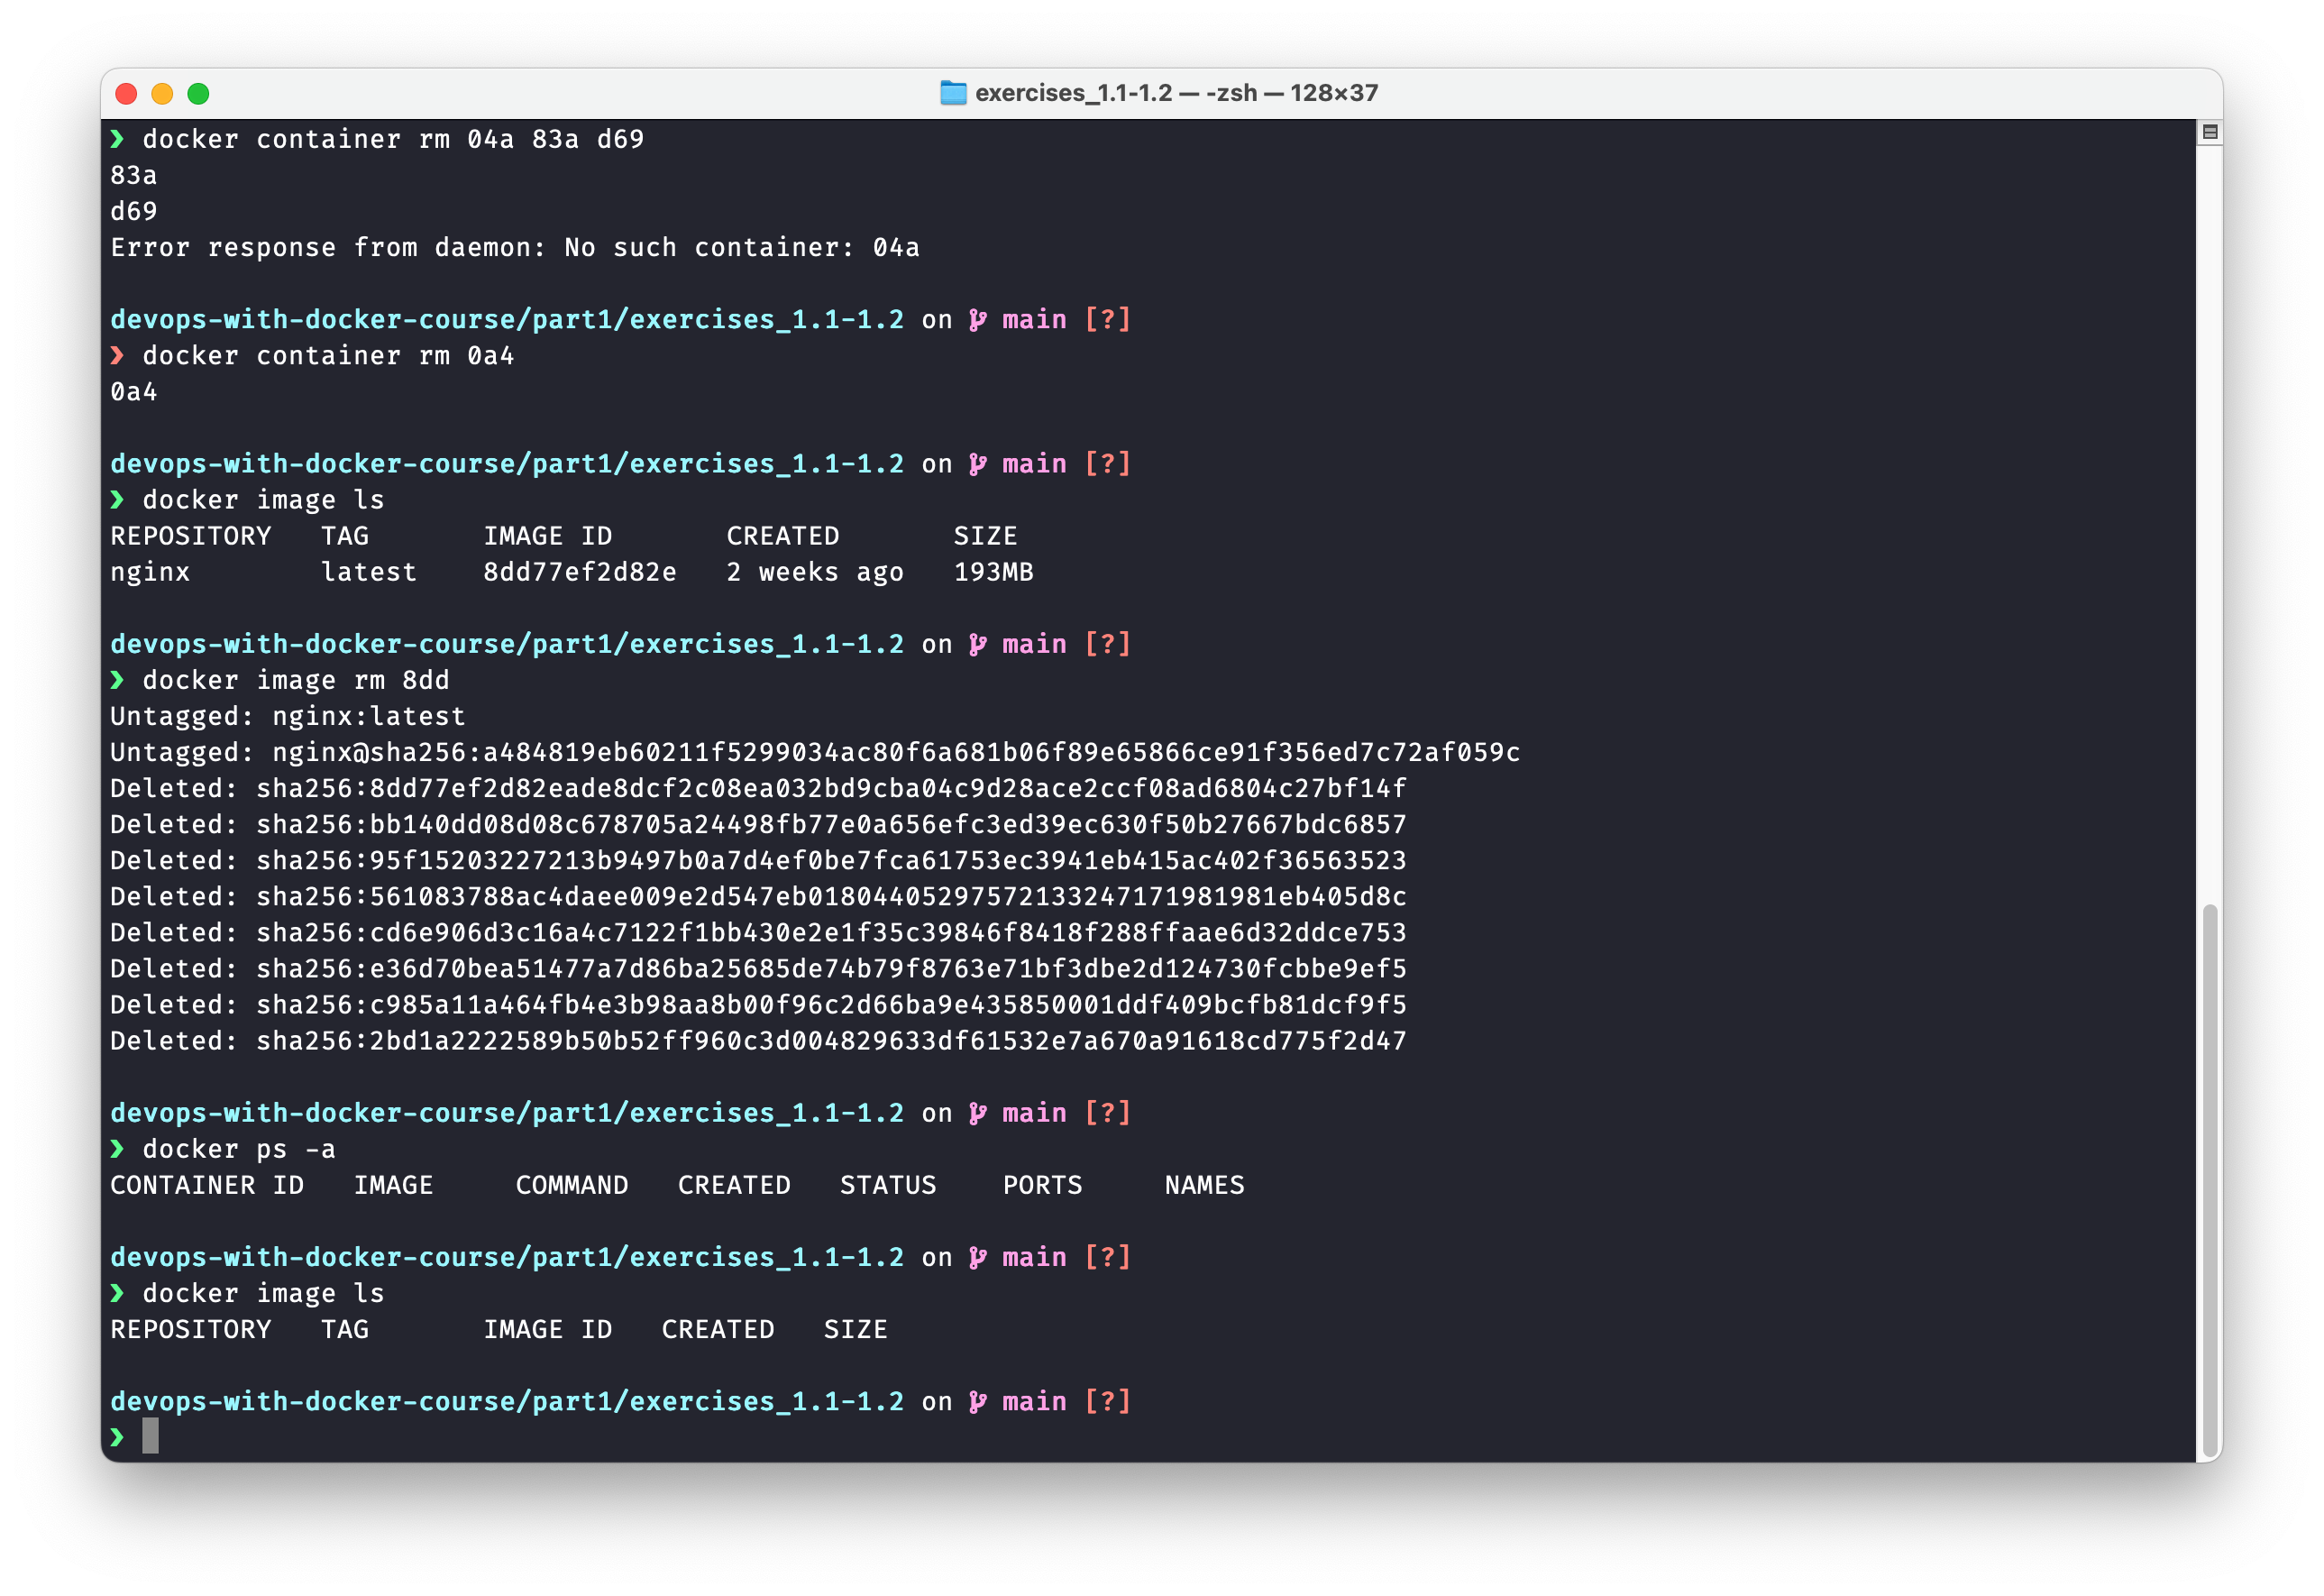 exercises_1.1-1.2 — -zsh — 128×37
❯ docker container rm 04a 83a d69
83a
d69
Error response from daemon: No such container: 04a
devops-with-docker-course/part1/exercises_1.1-1.2 on main [?]
❯ docker container rm 0a4
0a4
devops-with-docker-course/part1/exercises_1.1-1.2 on main [?]
❯ docker image ls
REPOSITORY   TAG       IMAGE ID       CREATED       SIZE
nginx        latest    8dd77ef2d82e   2 weeks ago   193MB
devops-with-docker-course/part1/exercises_1.1-1.2 on main [?]
❯ docker image rm 8dd
Untagged: nginx:latest
Untagged: nginx@sha256:a484819eb60211f5299034ac80f6a681b06f89e65866ce91f356ed7c72af059c
Deleted: sha256:8dd77ef2d82eade8dcf2c08ea032bd9cba04c9d28ace2ccf08ad6804c27bf14f
Deleted: sha256:bb140dd08d08c678705a24498fb77e0a656efc3ed39ec630f50b27667bdc6857
Deleted: sha256:95f15203227213b9497b0a7d4ef0be7fca61753ec3941eb415ac402f36563523
Deleted: sha256:561083788ac4daee009e2d547eb018044052975721332471719​81981eb405d8c
Deleted: sha256:cd6e906d3c16a4c7122f1bb430e2e1f35c39846f8418f288ffaae6d32ddce753
Deleted: sha256:e36d70bea51477a7d86ba25685de74b79f8763e71bf3dbe2d124730fcbbe9ef5
Deleted: sha256:c985a11a464fb4e3b98aa8b00f96c2d66ba9e435850001ddf409bcfb81dcf9f5
Deleted: sha256:2bd1a2222589b50b52ff960c3d004829633df61532e7a670a91618cd775f2d47
devops-with-docker-course/part1/exercises_1.1-1.2 on main [?]
❯ docker ps -a
CONTAINER ID   IMAGE     COMMAND   CREATED   STATUS    PORTS     NAMES
devops-with-docker-course/part1/exercises_1.1-1.2 on main [?]
❯ docker image ls
REPOSITORY   TAG       IMAGE ID   CREATED   SIZE
devops-with-docker-course/part1/exercises_1.1-1.2 on main [?]
❯